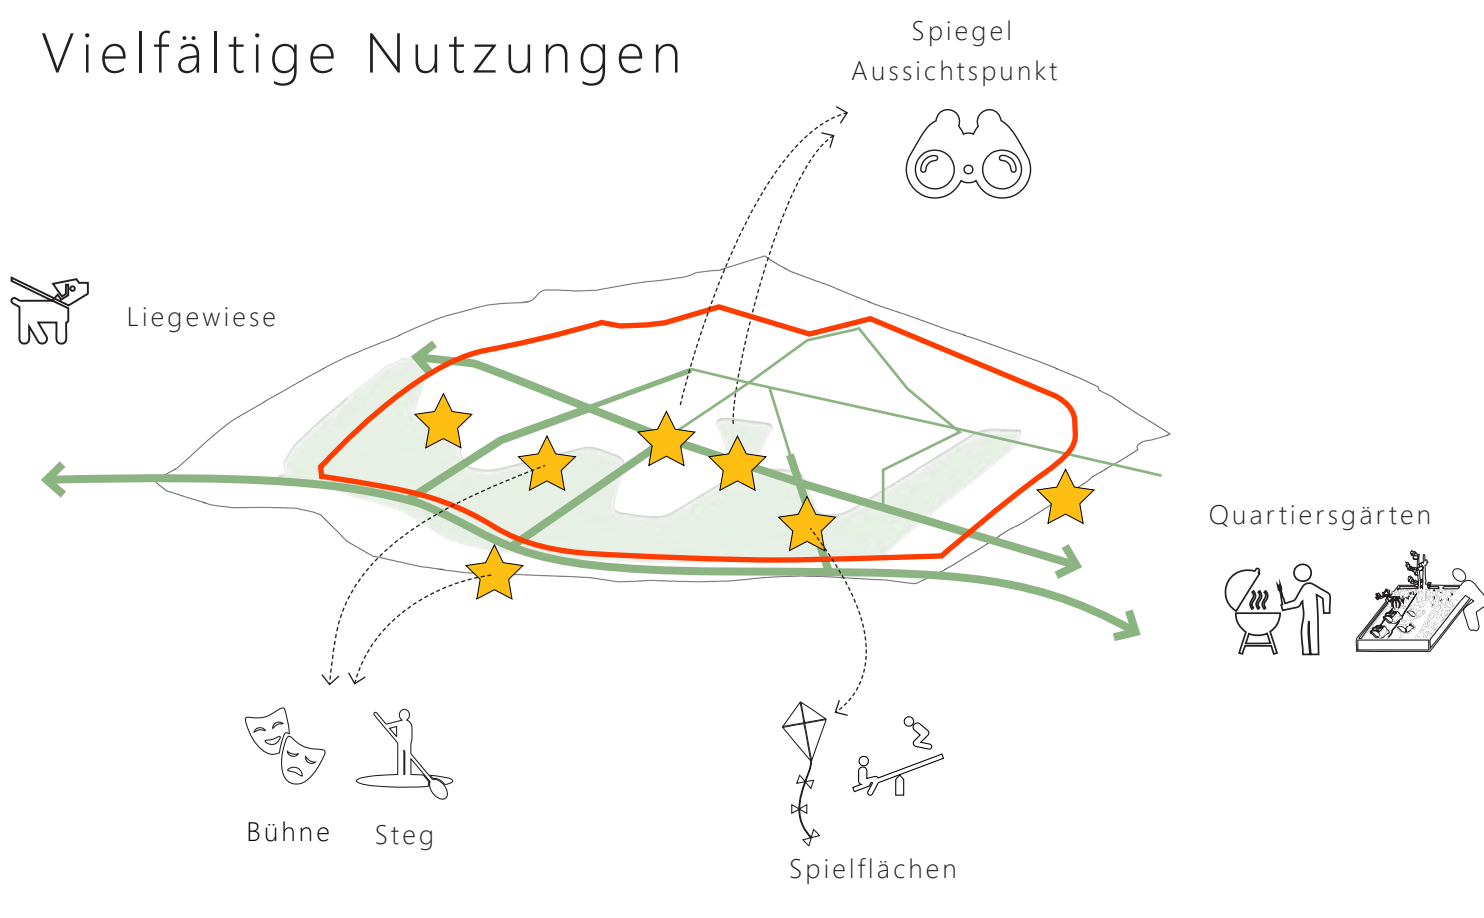 Vielfältige Nutzungen
Spiegel
Aussichtspunkt
Liegewiese
Quartiersgärten
Bühne
Steg
Spielflächen